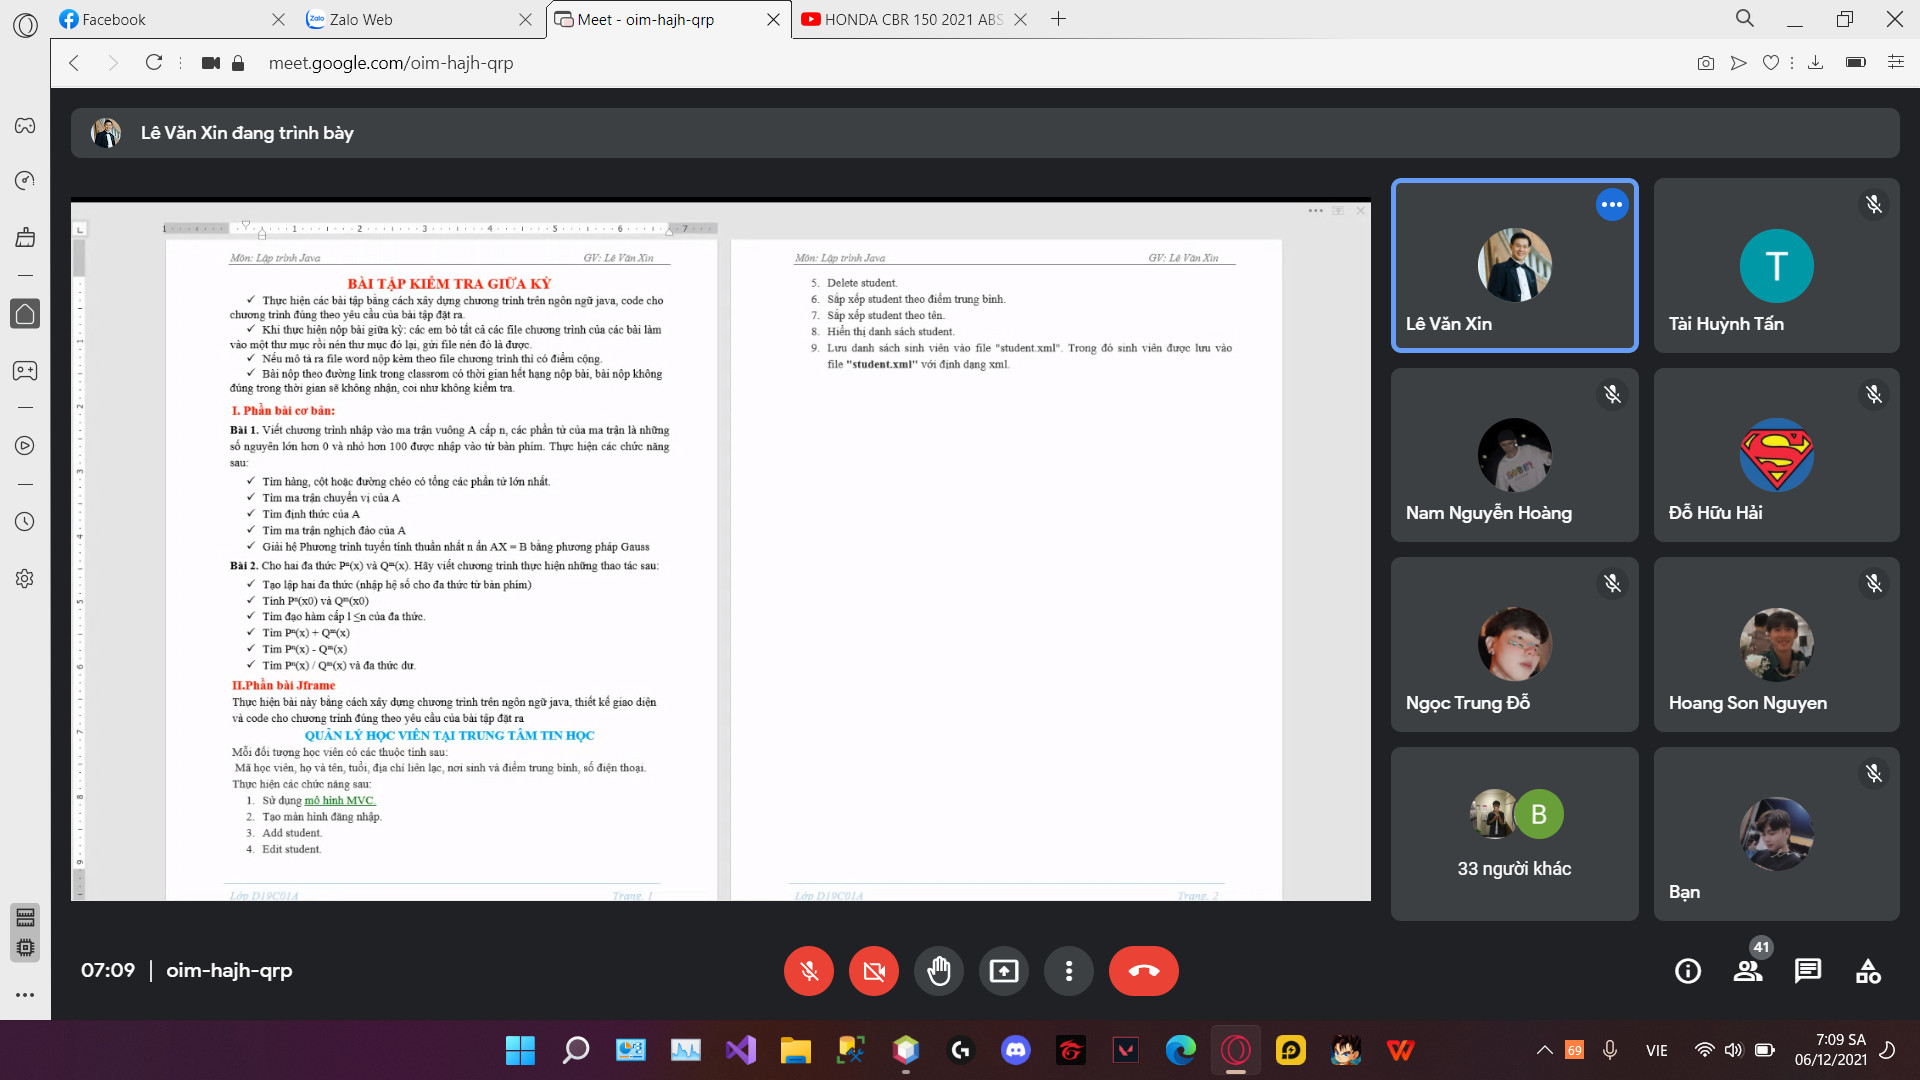 Facebook
Zalo Web
Meet - oim-hajh-qrp
HONDA CBR 150 2021 ABS
meet.google.com/oim-hajh-qrp
Lê Văn Xin đang trình bày
Môn: Lập trình Java GV: Lê Văn Xin
BÀI TẬP KIỂM TRA GIỮA KỲ
✓ Thực hiện các bài tập bằng cách xây dựng chương trình trên ngôn ngữ java, code cho
chương trình đúng theo yêu cầu của bài tập đặt ra.
✓ Khi thực hiện nộp bài giữa kỳ: các em bỏ tất cả các file chương trình của các bài làm
vào một thư mục rồi nén thư mục đó lại, gửi file nén đó là được.
✓ Nếu mô tả ra file word nộp kèm theo file chương trình thì có điểm cộng.
✓ Bài nộp theo đường link trong classrom có thời gian hết hạng nộp bài, bài nộp không
đúng trong thời gian sẽ không nhận, coi như không kiểm tra.
I. Phần bài cơ bản:
Bài 1. Viết chương trình nhập vào ma trận vuông A cấp n, các phần tử của ma trận là những
số nguyên lớn hơn 0 và nhỏ hơn 100 được nhập vào từ bàn phím. Thực hiện các chức năng
sau:
✓ Tìm hàng, cột hoặc đường chéo có tổng các phần tử lớn nhất.
✓ Tìm ma trận chuyển vị của A
✓ Tìm định thức của A
✓ Tìm ma trận nghịch đảo của A
✓ Giải hệ Phương trình tuyến tính thuần nhất n ẩn AX = B bằng phương pháp Gauss
Bài 2. Cho hai đa thức Pⁿ(x) và Qᵐ(x). Hãy viết chương trình thực hiện những thao tác sau:
✓ Tạo lập hai đa thức (nhập hệ số cho đa thức từ bàn phím)
✓ Tính Pⁿ(x0) và Qᵐ(x0)
✓ Tìm đạo hàm cấp l ≤n của đa thức.
✓ Tìm Pⁿ(x) + Qᵐ(x)
✓ Tìm Pⁿ(x) - Qᵐ(x)
✓ Tìm Pⁿ(x) / Qᵐ(x) và đa thức dư.
II.Phần bài Jframe
Thực hiện bài này bằng cách xây dựng chương trình trên ngôn ngữ java, thiết kế giao diện
và code cho chương trình đúng theo yêu cầu của bài tập đặt ra
QUẢN LÝ HỌC VIÊN TẠI TRUNG TÂM TIN HỌC
Mỗi đối tượng học viên có các thuộc tính sau:
Mã học viên, họ và tên, tuổi, địa chỉ liên lạc, nơi sinh và điểm trung bình, số điện thoại.
Thực hiện các chức năng sau:
1. Sử dụng mô hình MVC.
2. Tạo màn hình đăng nhập.
3. Add student.
4. Edit student.
Lớp D19C01A Trang. 1
Môn: Lập trình Java GV: Lê Văn Xin
5. Delete student.
6. Sắp xếp student theo điểm trung bình.
7. Sắp xếp student theo tên.
8. Hiển thị danh sách student.
9. Lưu danh sách sinh viên vào file "student.xml". Trong đó sinh viên được lưu vào
file "student.xml" với định dạng xml.
Lớp D19C01A Trang. 2
Lê Văn Xin
T
Tài Huỳnh Tấn
Nam Nguyễn Hoàng
Đỗ Hữu Hải
Ngọc Trung Đỗ
Hoang Son Nguyen
B
33 người khác
Bạn
07:09 | oim-hajh-qrp
41
69
VIE
7:09 SA
06/12/2021